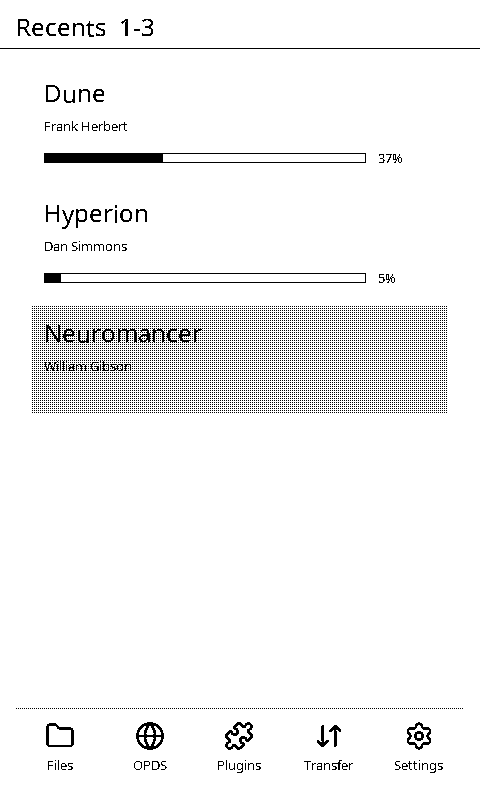 Recents 1-3
Dune
Frank Herbert
37%
Hyperion
Dan Simmons
5%
Neuromancer
William Gibson
Files
OPDS
Plugins
Transfer
Settings